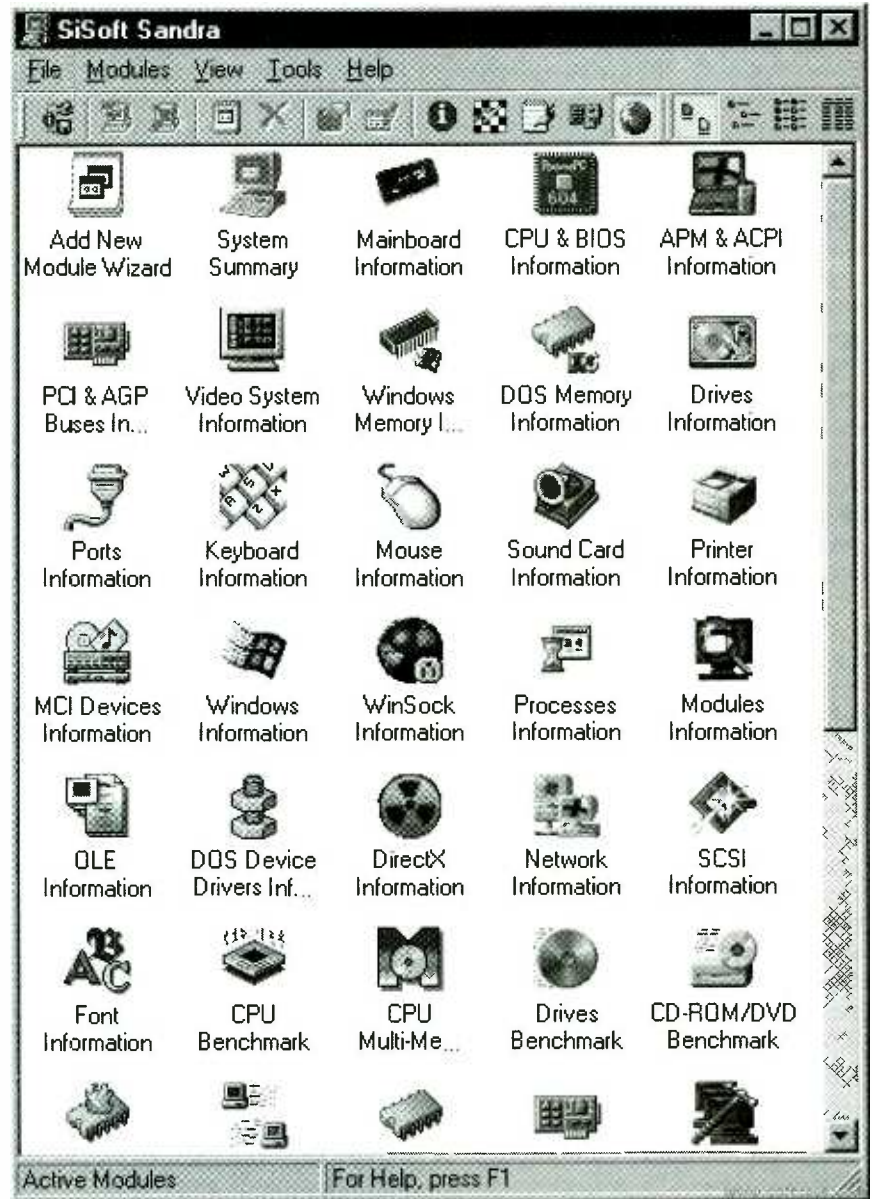 SiSoft Sandra
File Modules View Tools Help
PowerPC
604
Add New
Module Wizard
System
Summary
Mainboard
Information
CPU & BIOS
Information
APM & ACPI
Information
PCI & AGP
Buses In...
Video System
Information
Windows
Memory I...
DOS Memory
Information
Drives
Information
Ports
Information
Keyboard
Information
Mouse
Information
Sound Card
Information
Printer
Information
MCI Devices
Information
Windows
Information
WinSock
Information
Processes
Information
Modules
Information
OLE
Information
DOS Device
Drivers Inf...
DirectX
Information
Network
Information
SCSI
Information
Font
Information
CPU
Benchmark
CPU
Multi-Me...
Drives
Benchmark
CD-ROM/DVD
Benchmark
Active Modules
For Help, press F1